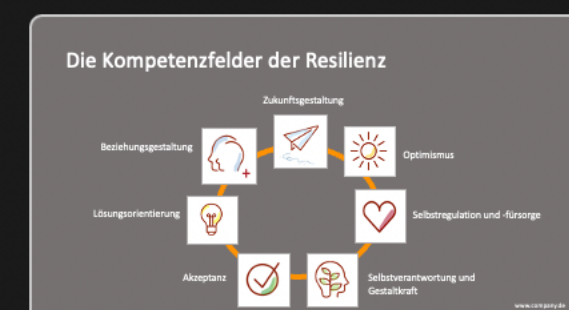 Die Kompetenzfelder der Resilienz
Zukunftsgestaltung
Beziehungsgestaltung
Optimismus
Lösungsorientierung
Selbstregulation und -fürsorge
Akzeptanz
Selbstverantwortung und
Gestaltkraft
www.company.de